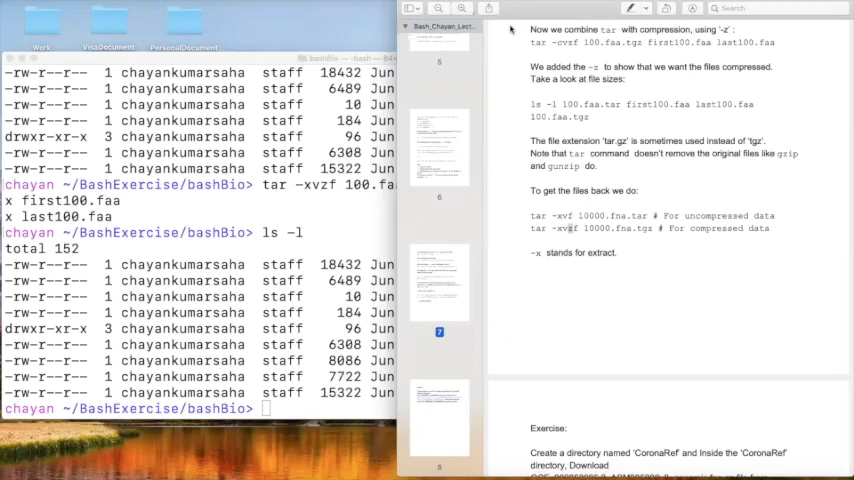 Work
VisaDocument
PersonalDocument
bashBio — -bash — 84×
-rw-r--r-- 1 chayankumarsaha staff 18432 Jun
-rw-r--r-- 1 chayankumarsaha staff 6489 Jun
-rw-r--r-- 1 chayankumarsaha staff 10 Jun
-rw-r--r-- 1 chayankumarsaha staff 184 Jun
drwxr-xr-x 3 chayankumarsaha staff 96 Jun
-rw-r--r-- 1 chayankumarsaha staff 6308 Jun
-rw-r--r-- 1 chayankumarsaha staff 15322 Jun
chayan ~/BashExercise/bashBio> tar -xvzf 100.faa
x first100.faa
x last100.faa
chayan ~/BashExercise/bashBio> ls -l
total 152
-rw-r--r-- 1 chayankumarsaha staff 18432 Jun
-rw-r--r-- 1 chayankumarsaha staff 6489 Jun
-rw-r--r-- 1 chayankumarsaha staff 10 Jun
-rw-r--r-- 1 chayankumarsaha staff 184 Jun
drwxr-xr-x 3 chayankumarsaha staff 96 Jun
-rw-r--r-- 1 chayankumarsaha staff 6308 Jun
-rw-r--r-- 1 chayankumarsaha staff 8086 Jun
-rw-r--r-- 1 chayankumarsaha staff 7722 Jun
-rw-r--r-- 1 chayankumarsaha staff 15322 Jun
chayan ~/BashExercise/bashBio>
Search
Bash_Chayan_Lect...
5
6
7
8
Now we combine tar with compression, using '-z' :
tar -cvzf 100.faa.tgz first100.faa last100.faa
We added the -z to show that we want the files compressed.
Take a look at file sizes:
ls -l 100.faa.tar first100.faa last100.faa
100.faa.tgz
The file extension 'tar.gz' is sometimes used instead of 'tgz'.
Note that tar command doesn't remove the original files like gzip
and gunzip do.
To get the files back we do:
tar -xvf 10000.fna.tar # For uncompressed data
tar -xvzf 10000.fna.tgz # For compressed data
-x stands for extract.
Exercise:
Create a directory named 'CoronaRef' and Inside the 'CoronaRef'
directory, Download